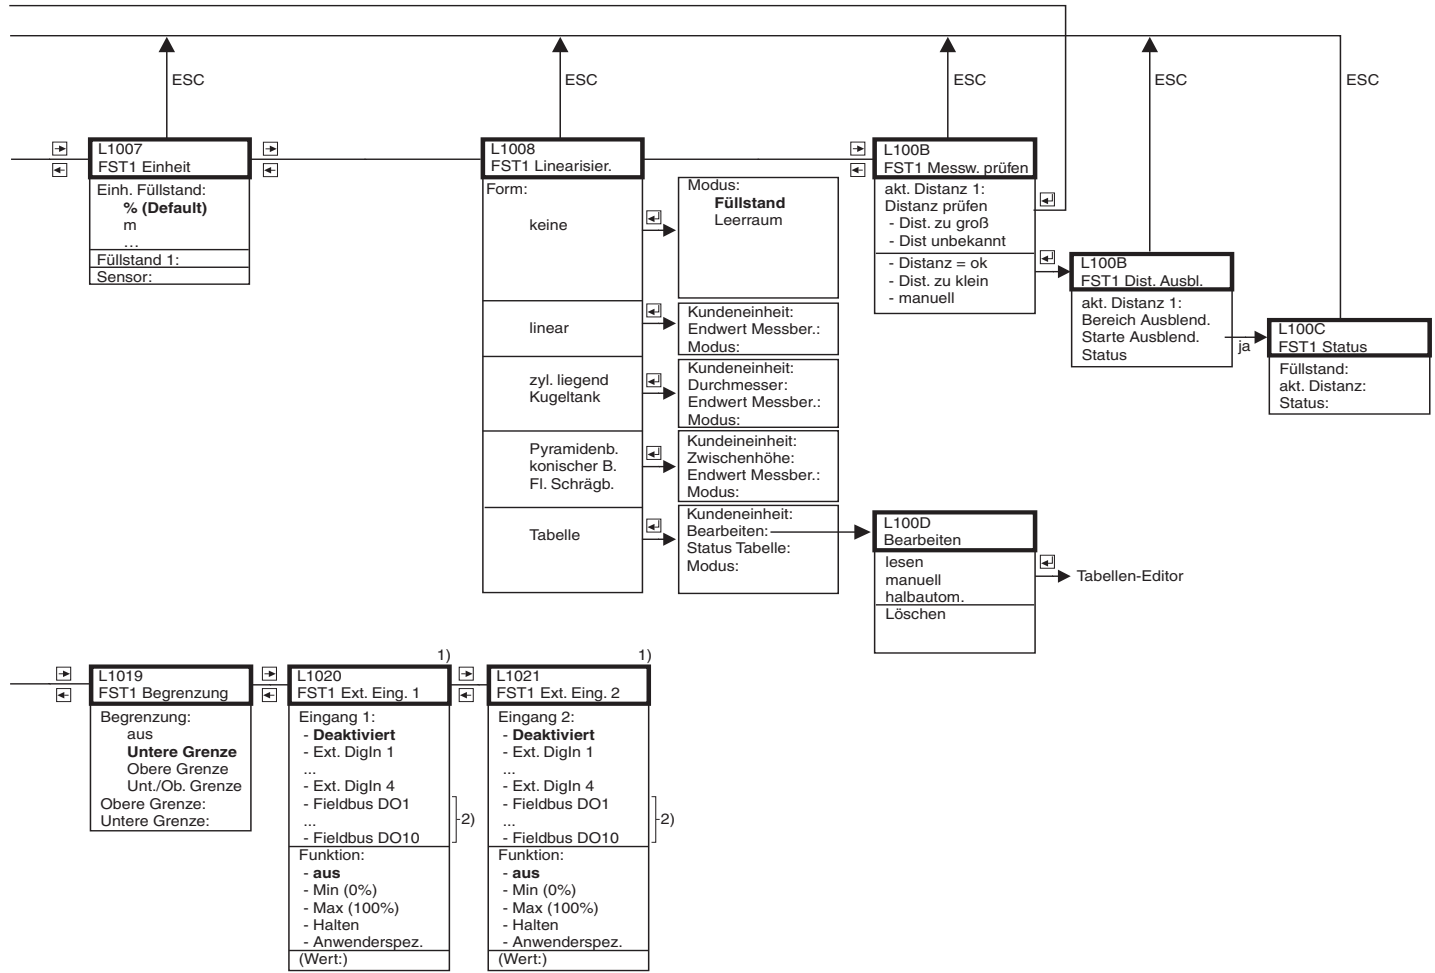 ESC
ESC
ESC
ESC
ESC
L1007
FST1 Einheit
Einh. Füllstand:
% (Default)
m
...
Füllstand 1:
Sensor:
L1008
FST1 Linearisier.
Form:
keine
linear
zyl. liegend
Kugeltank
Pyramidenb.
konischer B.
Fl. Schrägb.
Tabelle
Modus:
Füllstand
Leerraum
Kundeneinheit:
Endwert Messber.:
Modus:
Kundeneinheit:
Durchmesser:
Endwert Messber.:
Modus:
Kundeineinheit:
Zwischenhöhe:
Endwert Messber.:
Modus:
Kundeneinheit:
Bearbeiten:
Status Tabelle:
Modus:
L100B
FST1 Messw. prüfen
akt. Distanz 1:
Distanz prüfen
- Dist. zu groß
- Dist unbekannt
- Distanz = ok
- Dist. zu klein
- manuell
L100B
FST1 Dist. Ausbl.
akt. Distanz 1:
Bereich Ausblend.
Starte Ausblend.
Status
ja
L100C
FST1 Status
Füllstand:
akt. Distanz:
Status:
L100D
Bearbeiten
lesen
manuell
halbautom.
Löschen
Tabellen-Editor
L1019
FST1 Begrenzung
Begrenzung:
aus
Untere Grenze
Obere Grenze
Unt./Ob. Grenze
Obere Grenze:
Untere Grenze:
1)
L1020
FST1 Ext. Eing. 1
Eingang 1:
- Deaktiviert
- Ext. DigIn 1
...
- Ext. DigIn 4
- Fieldbus DO1
...
- Fieldbus DO10
2)
Funktion:
- aus
- Min (0%)
- Max (100%)
- Halten
- Anwenderspez.
(Wert:)
1)
L1021
FST1 Ext. Eing. 2
Eingang 2:
- Deaktiviert
- Ext. DigIn 1
...
- Ext. DigIn 4
- Fieldbus DO1
...
- Fieldbus DO10
2)
Funktion:
- aus
- Min (0%)
- Max (100%)
- Halten
- Anwenderspez.
(Wert:)